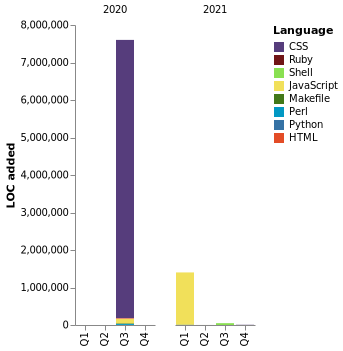 2020 2021
8,000,000
7,000,000
6,000,000
5,000,000
4,000,000
3,000,000
2,000,000
1,000,000
0
LOC added
Q1 Q2 Q3 Q4 Q1 Q2 Q3 Q4
Language
CSS
Ruby
Shell
JavaScript
Makefile
Perl
Python
HTML